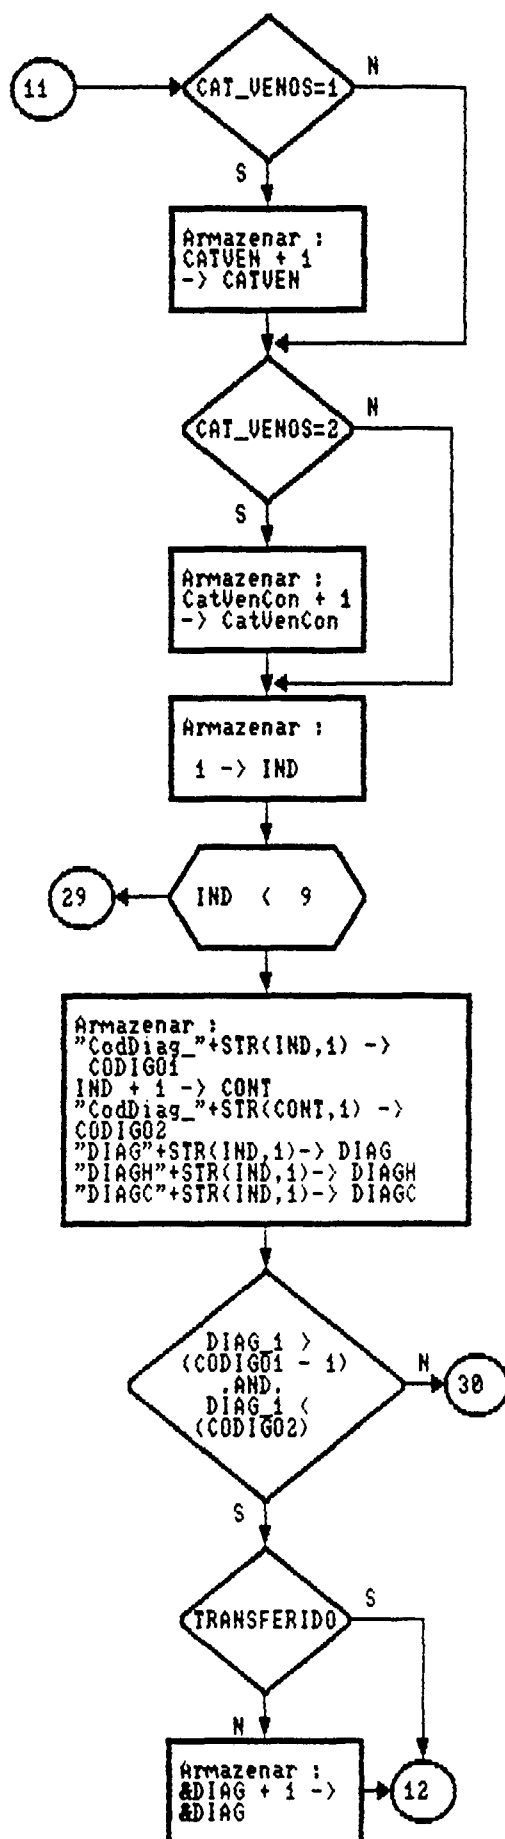 11
CAT_VENOS=1
N
S
Armazenar :
CATVEN + 1
-> CATVEN
CAT_VENOS=2
N
S
Armazenar :
CatVenCon + 1
-> CatVenCon
Armazenar :
1 -> IND
29
IND < 9
Armazenar :
"CodDiag_"+STR(IND,1) ->
CODIGO1
IND + 1 -> CONT
"CodDiag_"+STR(CONT,1) ->
CODIGO2
"DIAG"+STR(IND,1)-> DIAG
"DIAGH"+STR(IND,1)-> DIAGH
"DIAGC"+STR(IND,1)-> DIAGC
DIAG_1 >
(CODIGO1 - 1)
.AND.
DIAG_1 <
(CODIGO2)
N
30
S
TRANSFERIDO
S
N
Armazenar :
&DIAG + 1 ->
&DIAG
12